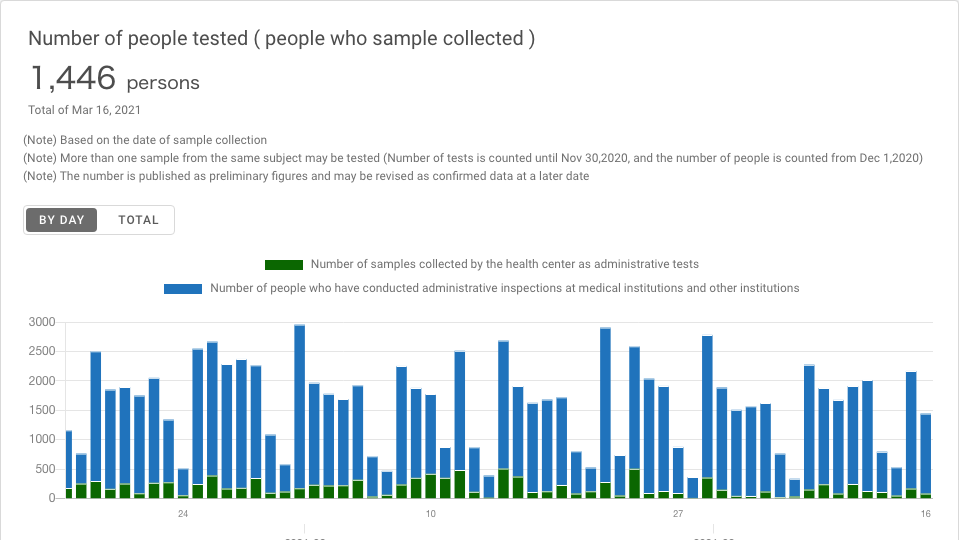 Number of people tested ( people who sample collected )
1,446 persons
Total of Mar 16, 2021
(Note) Based on the date of sample collection
(Note) More than one sample from the same subject may be tested (Number of tests is counted until Nov 30,2020, and the number of people is counted from Dec 1,2020)
(Note) The number is published as preliminary figures and may be revised as confirmed data at a later date
BY DAY TOTAL
Number of samples collected by the health center as administrative tests
Number of people who have conducted administrative inspections at medical institutions and other institutions
3000
2500
2000
1500
1000
500
0
24 10 27 16